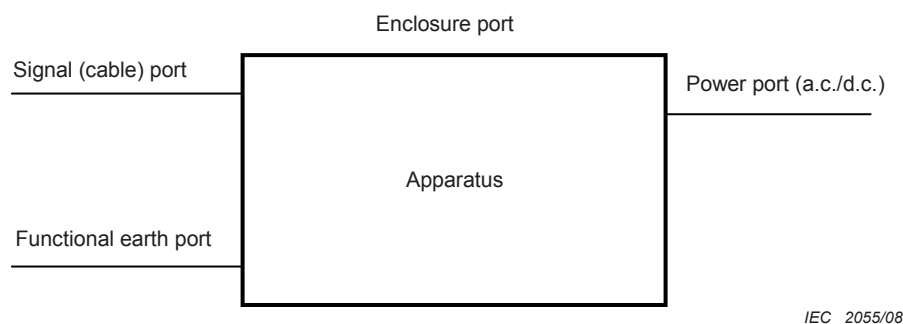 Enclosure port
Signal (cable) port
Power port (a.c./d.c.)
Apparatus
Functional earth port
IEC 2055/08